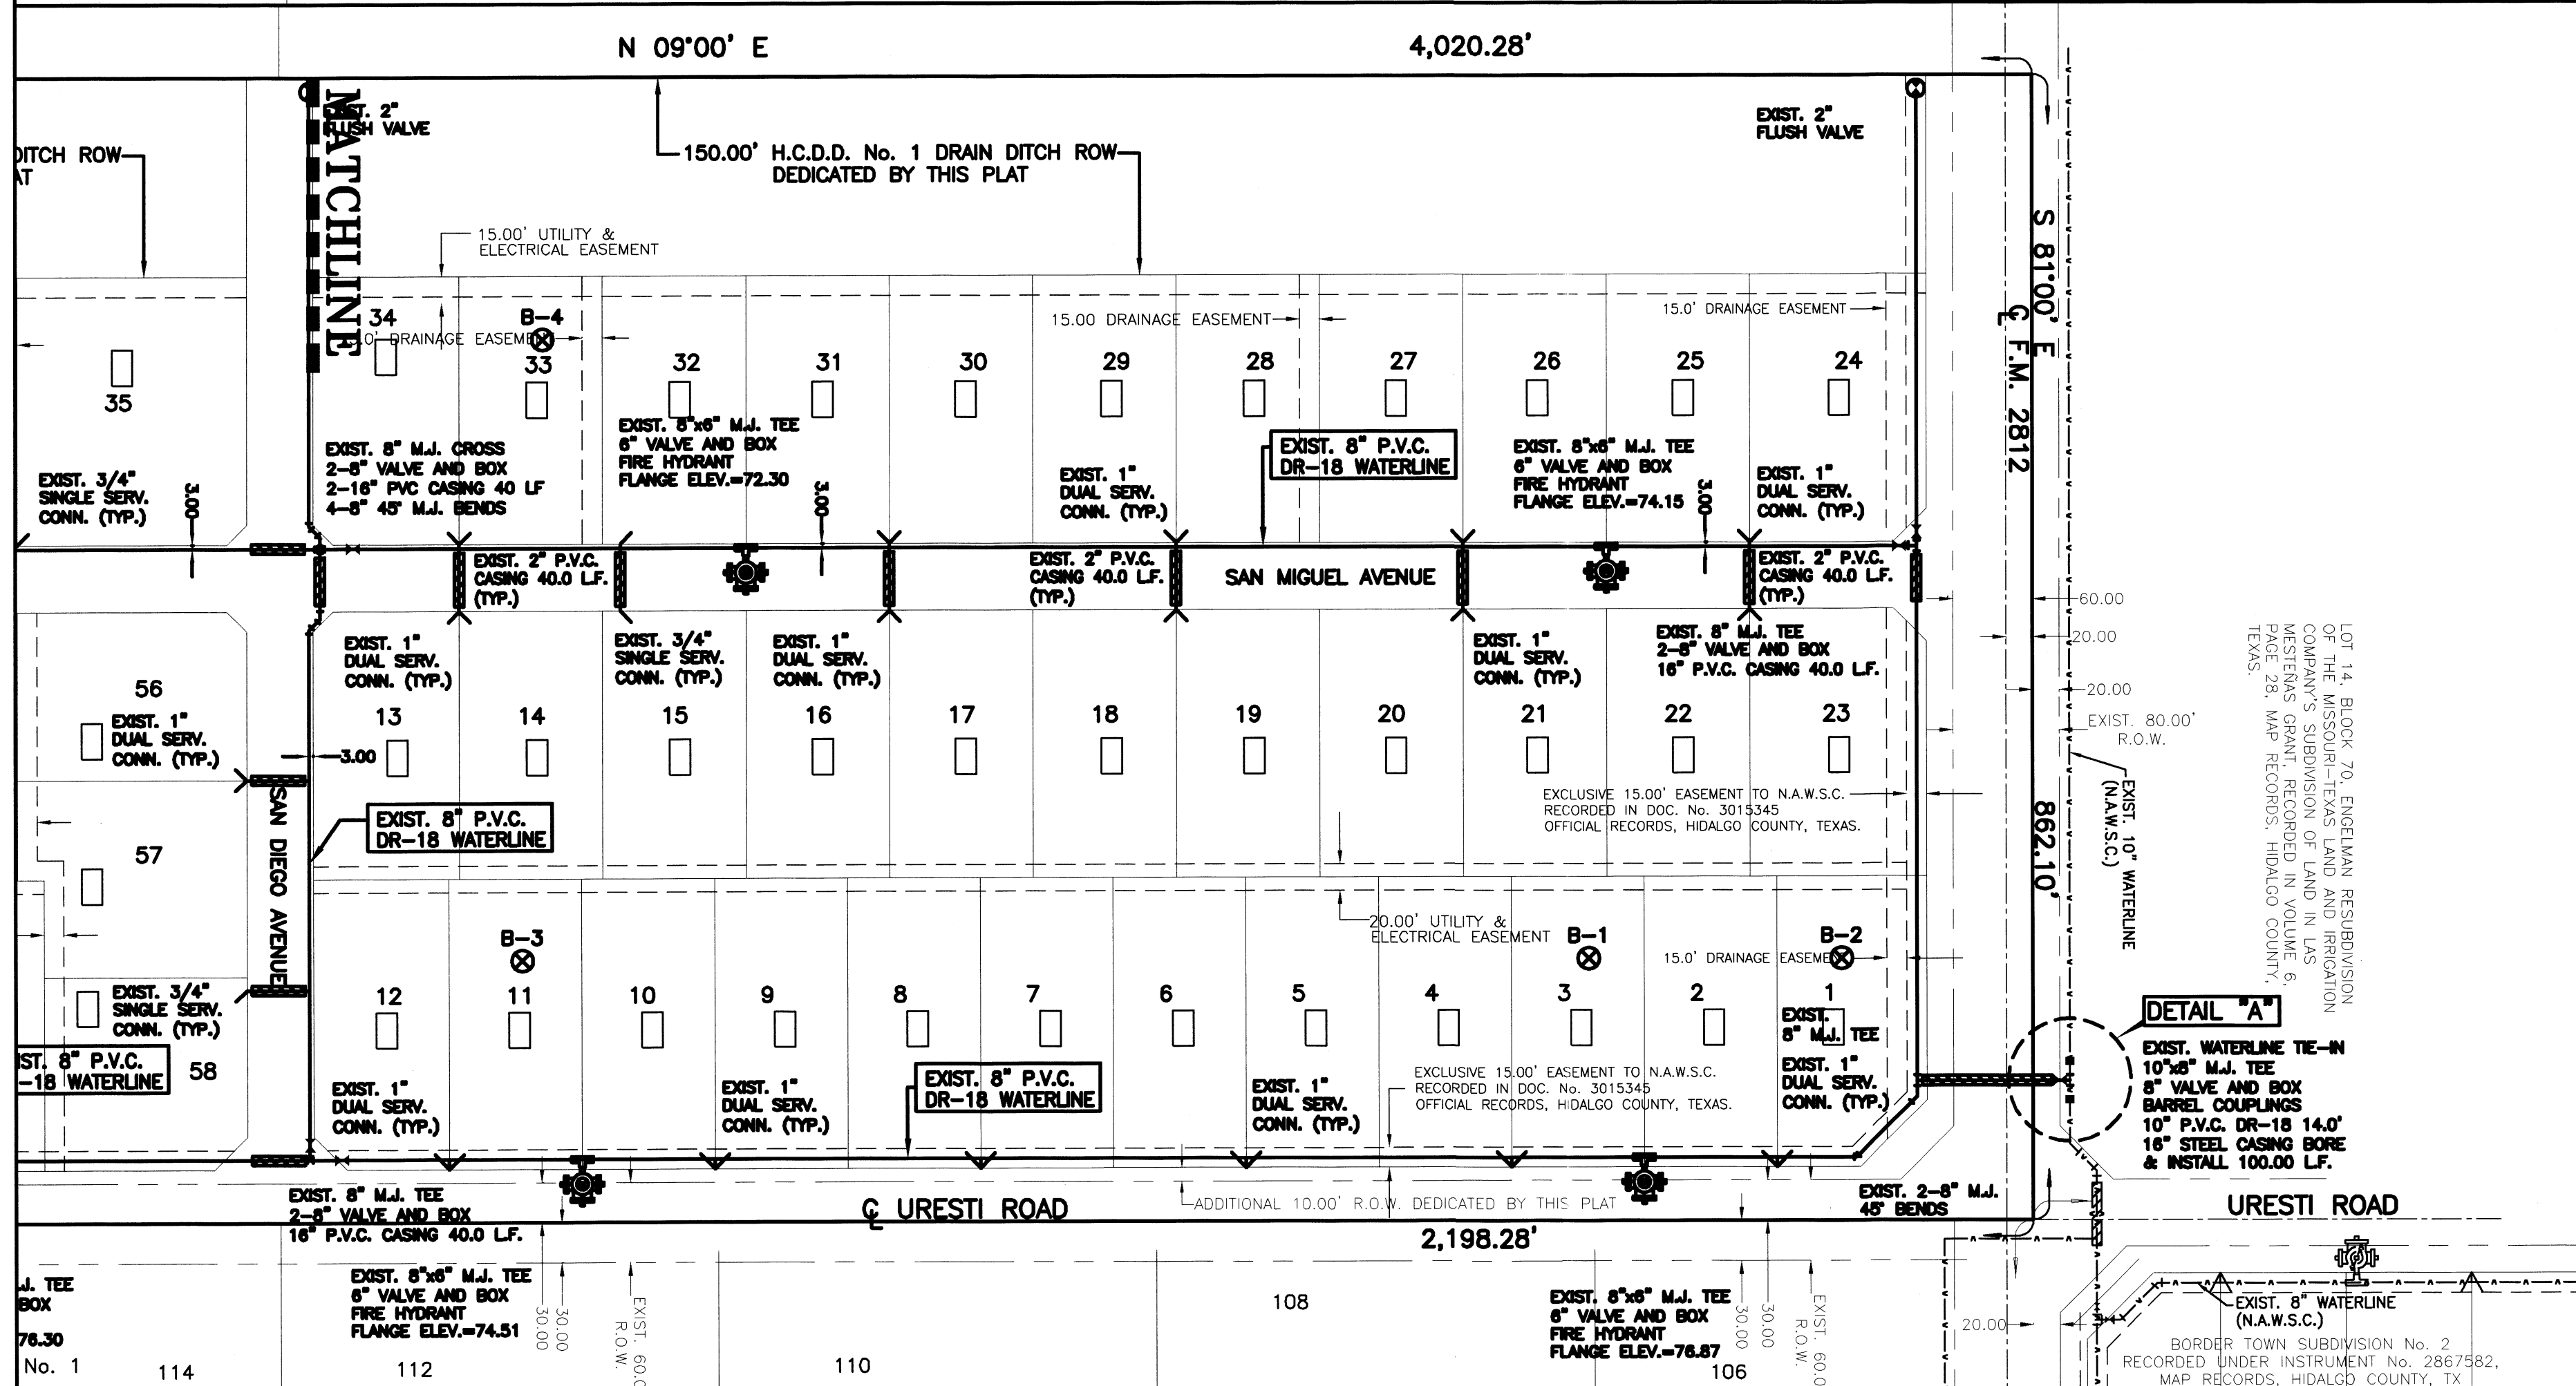 N 09°00' E
4,020.28'
MATCHLINE
EXIST. 2"
FLUSH VALVE
EXIST. 2"
FLUSH VALVE
DITCH ROW
AT
150.00' H.C.D.D. No. 1 DRAIN DITCH ROW
DEDICATED BY THIS PLAT
15.00' UTILITY &
ELECTRICAL EASEMENT
S 81°00' E
862.10'
℄ F.M. 2812
34
B-4
.0' DRAINAGE EASEMENT
15.00 DRAINAGE EASEMENT
15.0' DRAINAGE EASEMENT
35
33
32
31
30
29
28
27
26
25
24
EXIST. 3/4"
SINGLE SERV.
CONN. (TYP.)
3.00
EXIST. 8" M.J. CROSS
2-8" VALVE AND BOX
2-16" PVC CASING 40 LF
4-8" 45° M.J. BENDS
EXIST. 8"x6" M.J. TEE
6" VALVE AND BOX
FIRE HYDRANT
FLANGE ELEV.=72.30
3.00
EXIST. 1"
DUAL SERV.
CONN. (TYP.)
EXIST. 8" P.V.C.
DR-18 WATERLINE
EXIST. 8"x6" M.J. TEE
6" VALVE AND BOX
FIRE HYDRANT
FLANGE ELEV.=74.15
3.00
EXIST. 1"
DUAL SERV.
CONN. (TYP.)
EXIST. 2" P.V.C.
CASING 40.0 L.F.
(TYP.)
EXIST. 2" P.V.C.
CASING 40.0 L.F.
(TYP.)
SAN MIGUEL AVENUE
EXIST. 2" P.V.C.
CASING 40.0 L.F.
(TYP.)
60.00
20.00
20.00
EXIST. 80.00'
R.O.W.
EXIST. 10" WATERLINE
(N.A.W.S.C.)
LOT 14, BLOCK 70, ENGELMAN RESUBDIVISION
OF THE MISSOURI-TEXAS LAND AND IRRIGATION
COMPANY'S SUBDIVISION OF LAND IN LAS
MESTEÑAS GRANT, RECORDED IN VOLUME 6,
PAGE 28, MAP RECORDS, HIDALGO COUNTY,
TEXAS.
EXIST. 1"
DUAL SERV.
CONN. (TYP.)
EXIST. 3/4"
SINGLE SERV.
CONN. (TYP.)
EXIST. 1"
DUAL SERV.
CONN. (TYP.)
EXIST. 1"
DUAL SERV.
CONN. (TYP.)
EXIST. 8" M.J. TEE
2-8" VALVE AND BOX
16" P.V.C. CASING 40.0 L.F.
56
EXIST. 1"
DUAL SERV.
CONN. (TYP.)
13
14
15
16
17
18
19
20
21
22
23
3.00
EXIST. 8" P.V.C.
DR-18 WATERLINE
SAN DIEGO AVENUE
57
EXCLUSIVE 15.00' EASEMENT TO N.A.W.S.C.
RECORDED IN DOC. No. 3015345
OFFICIAL RECORDS, HIDALGO COUNTY, TEXAS.
20.00' UTILITY &
ELECTRICAL EASEMENT
B-3
B-1
B-2
15.0' DRAINAGE EASEMENT
EXIST. 3/4"
SINGLE SERV.
CONN. (TYP.)
12
11
10
9
8
7
6
5
4
3
2
1
EXIST.
8" M.J. TEE
IST. 8" P.V.C.
-18 WATERLINE
58
EXIST. 1"
DUAL SERV.
CONN. (TYP.)
EXIST. 1"
DUAL SERV.
CONN. (TYP.)
EXIST. 8" P.V.C.
DR-18 WATERLINE
EXIST. 1"
DUAL SERV.
CONN. (TYP.)
EXCLUSIVE 15.00' EASEMENT TO N.A.W.S.C.
RECORDED IN DOC. No. 3015345
OFFICIAL RECORDS, HIDALGO COUNTY, TEXAS.
EXIST. 1"
DUAL SERV.
CONN. (TYP.)
DETAIL "A"
EXIST. WATERLINE TIE-IN
10"x8" M.J. TEE
8" VALVE AND BOX
BARREL COUPLINGS
10" P.V.C. DR-18 14.0'
16" STEEL CASING BORE
& INSTALL 100.00 L.F.
EXIST. 8" M.J. TEE
2-8" VALVE AND BOX
16" P.V.C. CASING 40.0 L.F.
℄ URESTI ROAD
ADDITIONAL 10.00' R.O.W. DEDICATED BY THIS PLAT
EXIST. 2-8" M.J.
45° BENDS
URESTI ROAD
2,198.28'
.J. TEE
BOX
76.30
No. 1
114
EXIST. 8"x6" M.J. TEE
6" VALVE AND BOX
FIRE HYDRANT
FLANGE ELEV.=74.51
112
30.00
30.00
EXIST. 60.0
R.O.W.
110
108
EXIST. 8"x6" M.J. TEE
6" VALVE AND BOX
FIRE HYDRANT
FLANGE ELEV.=76.87
106
30.00
30.00
EXIST. 60.0
R.O.W.
20.00
EXIST. 8" WATERLINE
(N.A.W.S.C.)
BORDER TOWN SUBDIVISION No. 2
RECORDED UNDER INSTRUMENT No. 2867582,
MAP RECORDS, HIDALGO COUNTY, TX